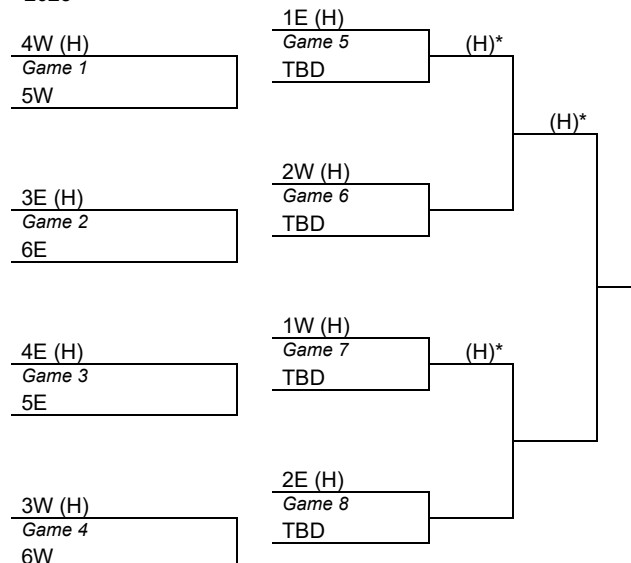 4W (H)
Game 1
5W
3E (H)
Game 2
6E
4E (H)
Game 3
5E
3W (H)
Game 4
6W
1E (H)
Game 5
TBD
2W (H)
Game 6
TBD
1W (H)
Game 7
TBD
2E (H)
Game 8
TBD
(H)*
(H)*
(H)*